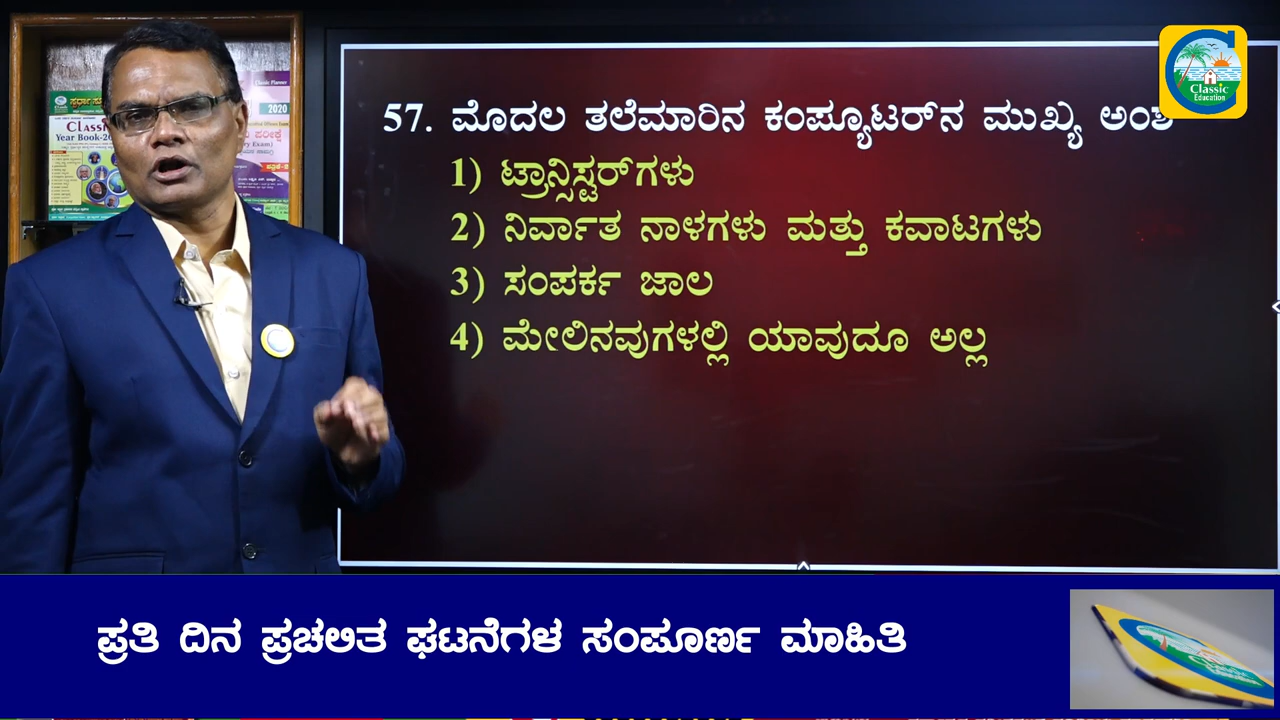 Classic
Education
57. ಮೊದಲ ತಲೆಮಾರಿನ ಕಂಪ್ಯೂಟರ್‌ನ ಮುಖ್ಯ ಅಂಶ
1) ಟ್ರಾನ್ಸಿಸ್ಟರ್‌ಗಳು
2) ನಿರ್ವಾತ ನಾಳಗಳು ಮತ್ತು ಕವಾಟಗಳು
3) ಸಂಪರ್ಕ ಜಾಲ
4) ಮೇಲಿನವುಗಳಲ್ಲಿ ಯಾವುದೂ ಅಲ್ಲ
Classic Planner
2020
Year Book-20
ಪ್ರತಿ ದಿನ ಪ್ರಚಲಿತ ಘಟನೆಗಳ ಸಂಪೂರ್ಣ ಮಾಹಿತಿ